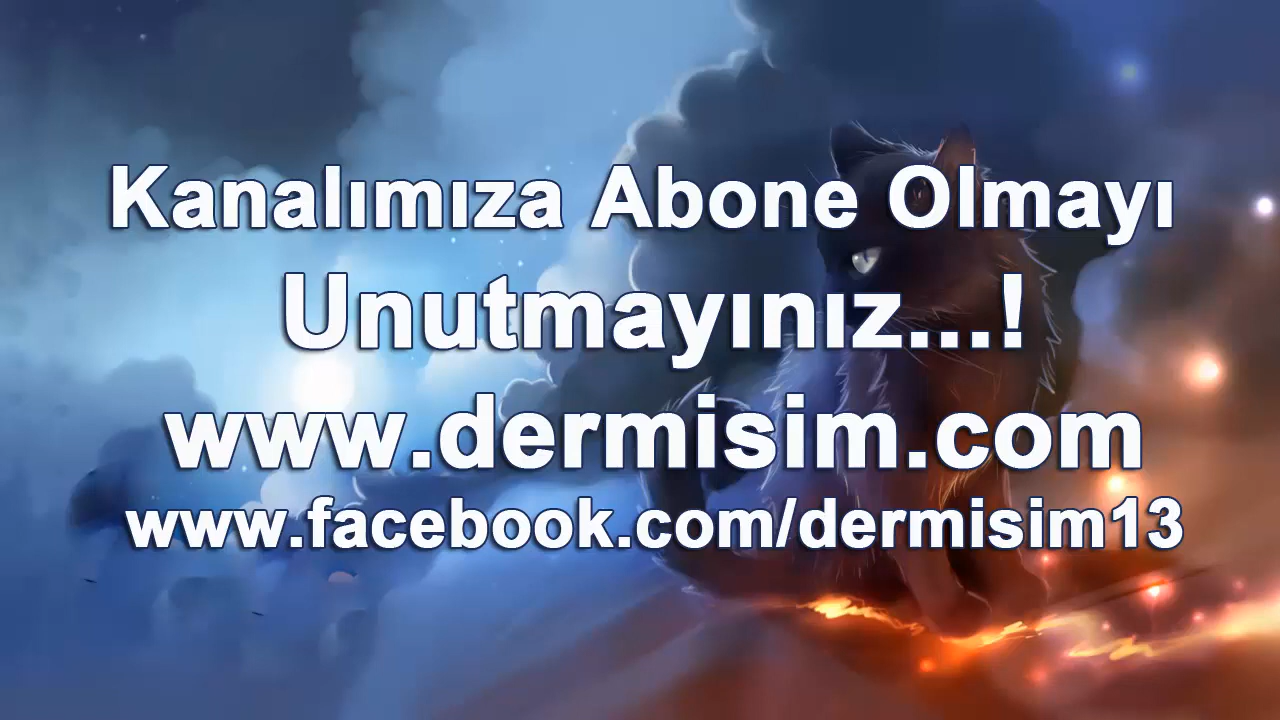 Kanalımıza Abone Olmayı
Unutmayınız...!
www.dermisim.com
www.facebook.com/dermisim13